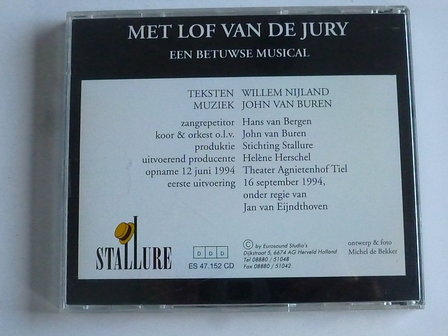 MET LOF VAN DE JURY
EEN BETUWSE MUSICAL
TEKSTEN WILLEM NIJLAND
MUZIEK JOHN VAN BUREN
zangrepetitor Hans van Bergen
koor & orkest o.l.v. John van Buren
produktie Stichting Stallure
uitvoerend producente Helène Herschel
opname 12 juni 1994 Theater Agnietenhof Tiel
eerste uitvoering 16 september 1994,
onder regie van
Jan van Eijndthoven
STALLURE
D D D
ES 47.152 CD
© by Eurosound Studio's
Dijkstraat 5, 6674 AG Herveld Holland
Tel 08880 / 51048
Fax 08880 / 51042
ontwerp & foto
Michel de Bekker